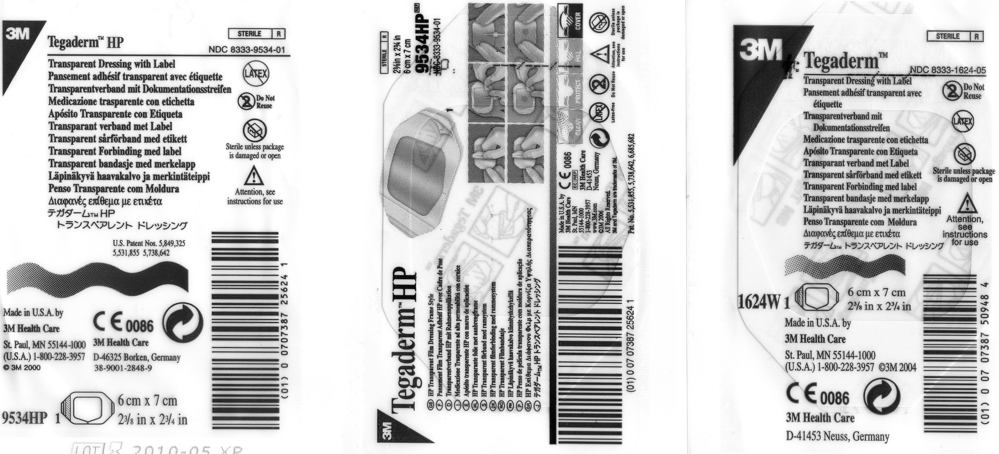 3M
Tegaderm™ HP
STERILE R
NDC 8333-9534-01
Transparent Dressing with Label
Pansement adhésif transparent avec étiquette
Transparentverband mit Dokumentationsstreifen
Medicazione trasparente con etichetta
Apósito Transparente con Etiqueta
Transparant verband met Label
Transparent sårförband med etikett
Transparent Forbinding med label
Transparent bandasje med merkelapp
Läpinäkyvä haavakalvo ja merkintäteippi
Penso Transparente com Moldura
Διαφανές επίθεμα με ετικέτα
テガダーム™ HP
トランスペアレント ドレッシング
LATEX
2 Do Not
Reuse
Sterile unless package
is damaged or open
Attention, see
instructions for use
U.S. Patent Nos. 5,849,325
5,531,855 5,738,642
Made in U.S.A. by
3M Health Care
St. Paul, MN 55144-1000
(U.S.A.) 1-800-228-3957
© 3M 2000
CE 0086
3M Health Care
D-46325 Borken, Germany
38-9001-2848-9
9534HP 1
6 cm x 7 cm
2³/₈ in x 2³/₄ in
(01) 0 0707387 25624 1
LOT 2010-05 XP
3M
Tegaderm™ HP
GB HP Transparent Film Dressing Frame Style
F Pansement Film Transparent Adhésif HP avec Cadre de Pose
D Transparentverband HP mit Rahmenapplikation
I Medicazione Trasparente ad alta permeabilità con cornice
E Apósito transparente HP con marco de aplicación
NL HP Transparante folie met aanbrengframe
S HP Transparent förband med ramsystem
DK HP Transparent filmforbinding med rammesystem
NO HP Transparent Filmbandasje
FIN HP Läpinäkyvä haavakalvo kiinnityskehyksillä
P HP Penso de pelicula transparente com moldura de aplicação
GR HP Επίθεμα Διάφανου Φιλμ με Κορνίζα Υψηλής Διαπερατότητας
J テガダーム™ HP トランスペアレント ドレッシング
1
STERILE R
2⅜in x 2¾ in
6 cm x 7 cm
9534HP REF
NDC-8333-9534-01
COVER
Sterile unless
package is
damaged or open
Attention, see
instructions
for use
2
Do Not Reuse
LATEX
Latex-Free
Made in U.S.A. by
3M Health Care
St. Paul, MN
55144-1000
1-800-228-3957
www.3M.com
©3M 2006
All Rights Reserved.
3M and Tegaderm are trademarks of 3M.
CE 0086
EC REP
3M Health Care
D-41453
Neuss, Germany
Pat. No. 5,531,855, 5,738,642, 6,685,682
(01) 0 07 07387 25624 1
3M Tegaderm™
3M
Tegaderm™
STERILE R
NDC 8333-1624-05
Transparent Dressing with Label
Pansement adhésif transparent avec
étiquette
Transparentverband mit
Dokumentationsstreifen
Medicazione trasparente con etichetta
Apósito Transparente con Etiqueta
Transparant verband met Label
Transparent sårförband med etikett
Transparent Forbinding med label
Transparent bandasje med merkelapp
Läpinäkyvä haavakalvo ja merkintäteippi
Penso Transparente com Moldura
Διαφανές επίθεμα με ετικέτα
テガダーム™ トランスペアレント ドレッシング
2 Do Not
Reuse
LATEX
Sterile unless package
is damaged or open
Attention,
see
instructions
for use
1624W 1
6 cm x 7 cm
2³/₈ in x 2³/₄ in
Made in U.S.A. by
3M Health Care
St. Paul, MN 55144-1000
(U.S.A.) 1-800-228-3957 ©3M 2004
CE 0086
3M Health Care
D-41453 Neuss, Germany
(01) 0 07 07387 50948 4